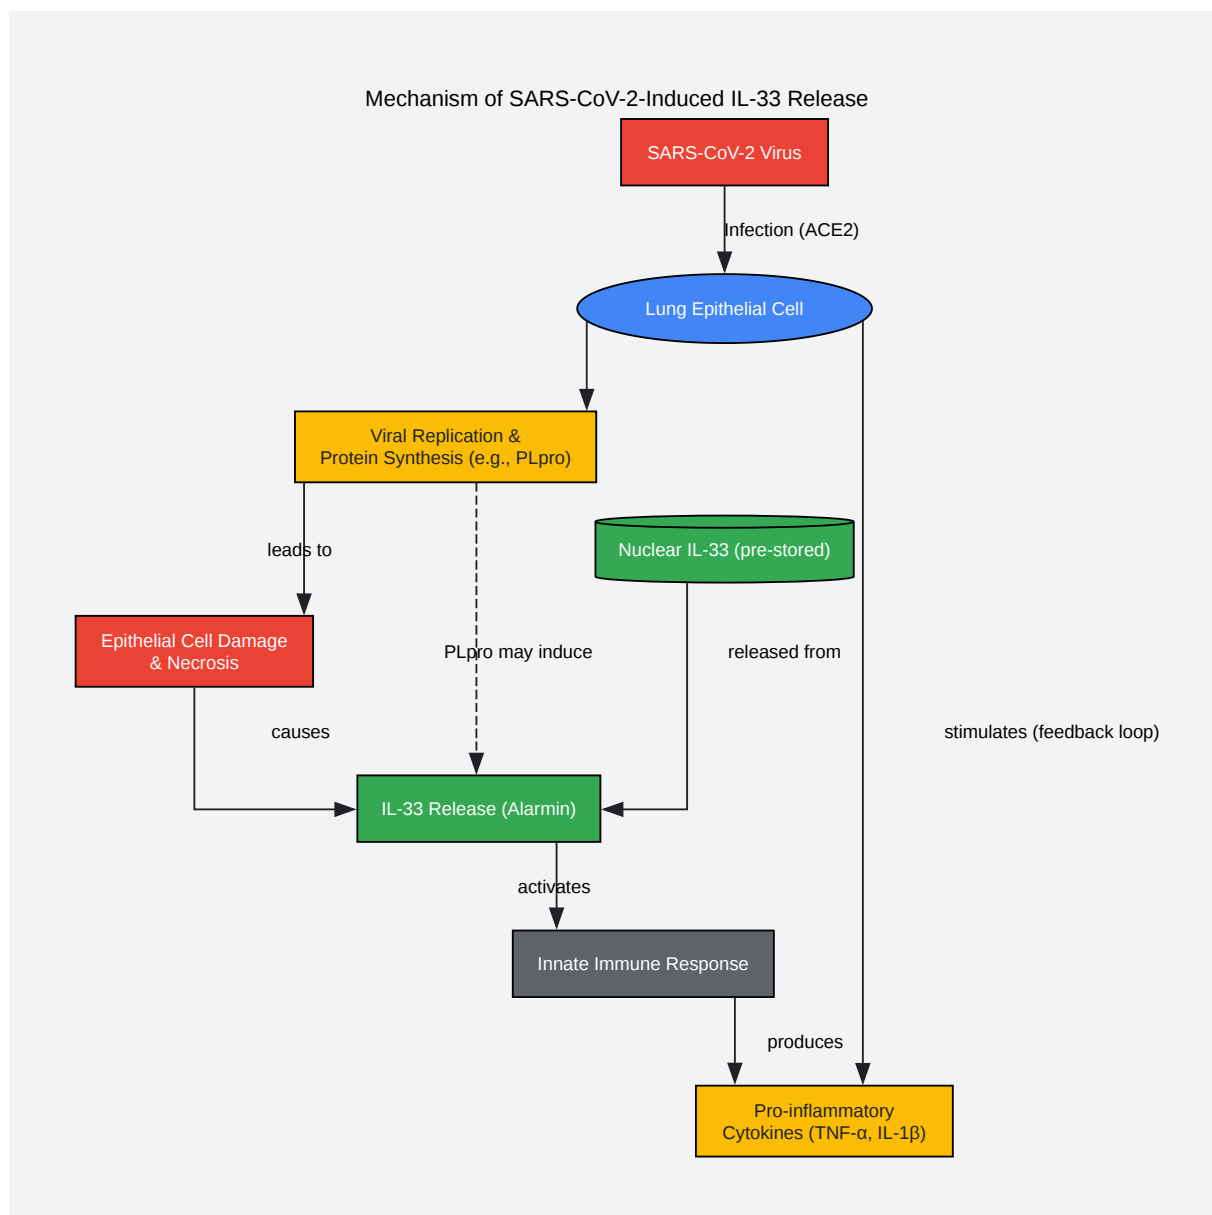 Mechanism of SARS-CoV-2-Induced IL-33 Release
SARS-CoV-2 Virus
Infection (ACE2)
Lung Epithelial Cell
Viral Replication &
Protein Synthesis (e.g., PLpro)
Nuclear IL-33 (pre-stored)
leads to
Epithelial Cell Damage
& Necrosis
PLpro may induce
released from
causes
stimulates (feedback loop)
IL-33 Release (Alarmin)
activates
Innate Immune Response
produces
Pro-inflammatory
Cytokines (TNF-α, IL-1β)